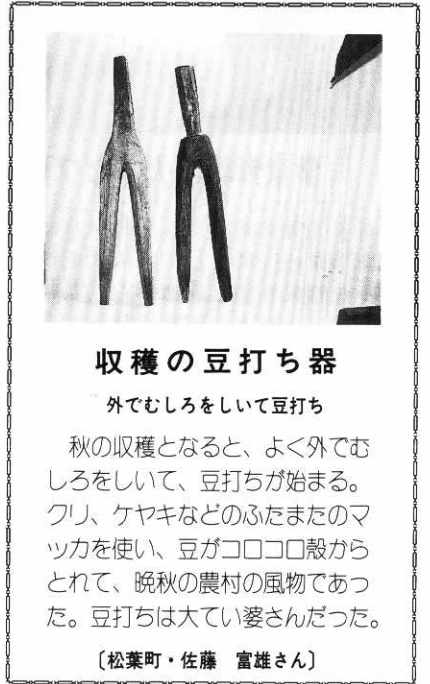 収穫の豆打ち器
外でむしろをしいて豆打ち
秋の収穫となると、よく外でむ
しろをしいて、豆打ちが始まる。
クリ、ケヤキなどのふたまたのマ
ッカを使い、豆がコロコロ殻から
とれて、晩秋の農村の風物であっ
た。豆打ちは大てい婆さんだった。
〔松葉町・佐藤 富雄さん〕